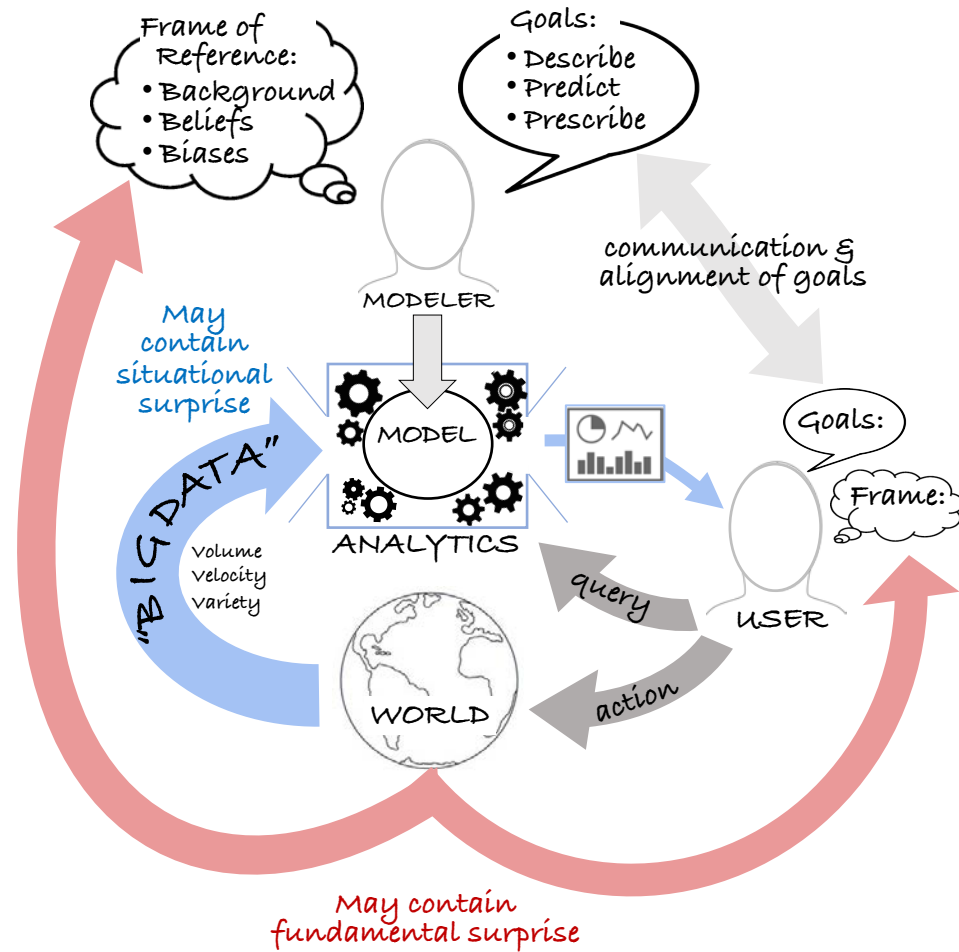 Frame of
Reference:
• Background
• Beliefs
• Biases
Goals:
• Describe
• Predict
• Prescribe
communication &
alignment of goals
MODELER
May
contain
situational
surprise
MODEL
ANALYTICS
"BIG DATA"
Volume
Velocity
Variety
Goals:
Frame:
USER
query
action
WORLD
May contain
fundamental surprise